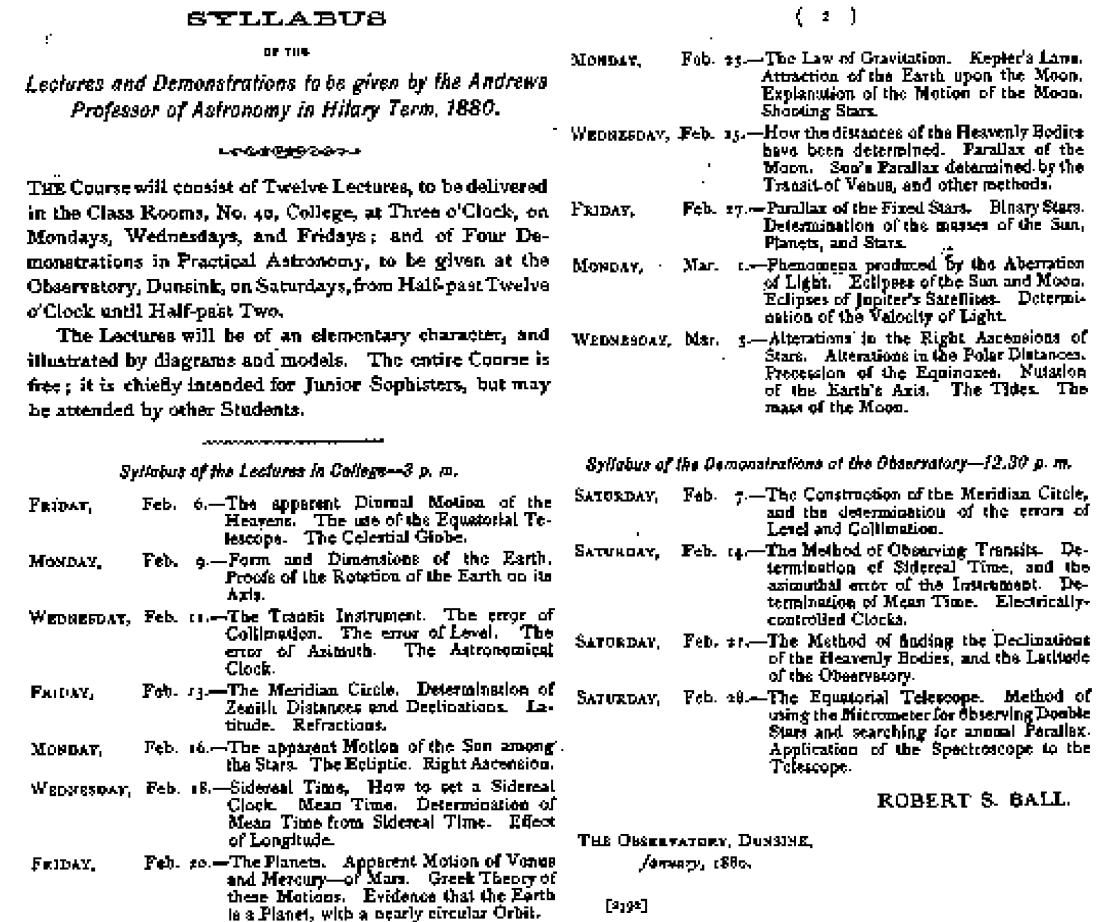 SYLLABUS
OF THE
Lectures and Demonstrations to be given by the Andrews
Professor of Astronomy in Hilary Term, 1880.
THE Course will consist of Twelve Lectures, to be delivered
in the Class Rooms, No. 40, College, at Three o'Clock, on
Mondays, Wednesdays, and Fridays; and of Four De-
monstrations in Practical Astronomy, to be given at the
Observatory, Dunsink, on Saturdays, from Half-past Twelve
o'Clock until Half-past Two.
The Lectures will be of an elementary character, and
illustrated by diagrams and models. The entire Course is
free; it is chiefly intended for Junior Sophisters, but may
be attended by other Students.
Syllabus of the Lectures in College—3 p. m.
FRIDAY, Feb. 6.—The apparent Diurnal Motion of the
Heavens. The use of the Equatorial Te-
lescope. The Celestial Globe.
MONDAY, Feb. 9.—Form and Dimensions of the Earth.
Proofs of the Rotation of the Earth on its
Axis.
WEDNESDAY, Feb. 11.—The Transit Instrument. The error of
Collimation. The error of Level. The
error of Azimuth. The Astronomical
Clock.
FRIDAY, Feb. 13.—The Meridian Circle. Determination of
Zenith Distances and Declinations. La-
titude. Refractions.
MONDAY, Feb. 16.—The apparent Motion of the Sun among
the Stars. The Ecliptic. Right Ascension.
WEDNESDAY, Feb. 18.—Sidereal Time. How to set a Sidereal
Clock. Mean Time. Determination of
Mean Time from Sidereal Time. Effect
of Longitude.
FRIDAY, Feb. 20.—The Planets. Apparent Motion of Venus
and Mercury—of Mars. Greek Theory of
these Motions. Evidence that the Earth
is a Planet, with a nearly circular Orbit.
( 2 )
MONDAY, Feb. 23.—The Law of Gravitation. Kepler's Laws.
Attraction of the Earth upon the Moon.
Explanation of the Motion of the Moon.
Shooting Stars.
WEDNESDAY, Feb. 25.—How the distances of the Heavenly Bodies
have been determined. Parallax of the
Moon. Sun's Parallax determined by the
Transit of Venus, and other methods.
FRIDAY, Feb. 27.—Parallax of the Fixed Stars. Binary Stars.
Determination of the masses of the Sun,
Planets, and Stars.
MONDAY, Mar. 1.—Phenomena produced by the Aberration
of Light. Eclipses of the Sun and Moon.
Eclipses of Jupiter's Satellites. Determi-
nation of the Velocity of Light.
WEDNESDAY, Mar. 3.—Alterations in the Right Ascensions of
Stars. Alterations in the Polar Distances.
Precession of the Equinoxes. Nutation
of the Earth's Axis. The Tides. The
mass of the Moon.
Syllabus of the Demonstrations at the Observatory—12.30 p. m.
SATURDAY, Feb. 7.—The Construction of the Meridian Circle,
and the determination of the errors of
Level and Collimation.
SATURDAY, Feb. 14.—The Method of Observing Transits. De-
termination of Sidereal Time, and the
azimuthal error of the Instrument. De-
termination of Mean Time. Electrically-
controlled Clocks.
SATURDAY, Feb. 21.—The Method of finding the Declinations
of the Heavenly Bodies, and the Latitude
of the Observatory.
SATURDAY, Feb. 28.—The Equatorial Telescope. Method of
using the Micrometer for observing Double
Stars and searching for annual Parallax.
Application of the Spectroscope to the
Telescope.
ROBERT S. BALL.
THE OBSERVATORY, DUNSINK,
January, 1880.
[2192]